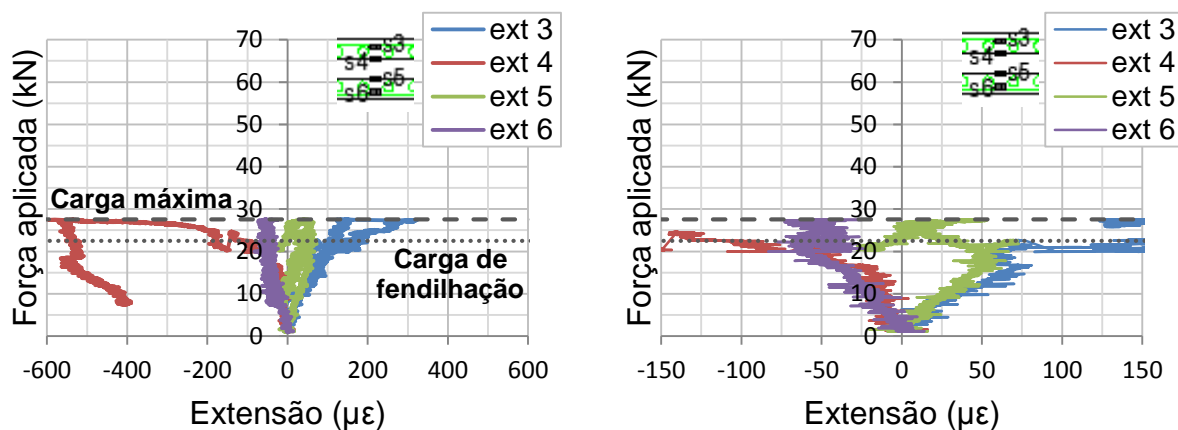 Força aplicada (kN)
70
60
50
40
30
20
10
0
-600
-400
-200
0
200
400
600
Extensão (µε)
s3
s4
s5
s6
ext 3
ext 4
ext 5
ext 6
Carga máxima
Carga de
fendilhação
Força aplicada (kN)
70
60
50
40
30
20
10
0
-150
-100
-50
0
50
100
150
Extensão (µε)
s3
s4
s5
s6
ext 3
ext 4
ext 5
ext 6